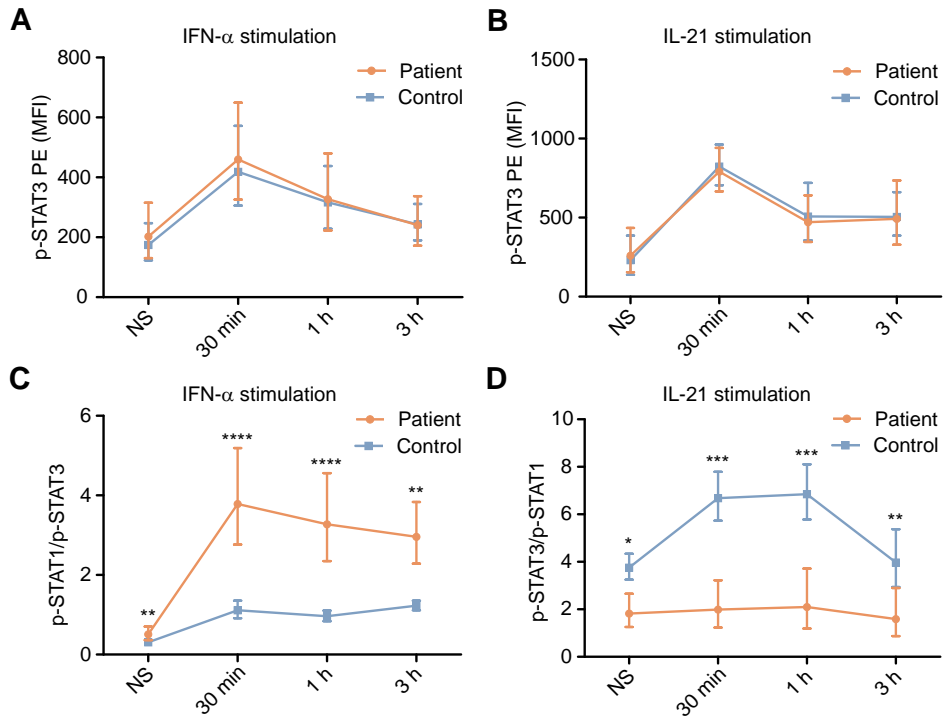 A
IFN-α stimulation
p-STAT3 PE (MFI)
800
600
400
200
0
Patient
Control
NS
30 min
1 h
3 h
B
IL-21 stimulation
p-STAT3 PE (MFI)
1500
1000
500
0
Patient
Control
NS
30 min
1 h
3 h
C
IFN-α stimulation
p-STAT1/p-STAT3
6
4
2
0
Patient
Control
**
****
****
**
NS
30 min
1 h
3 h
D
IL-21 stimulation
p-STAT3/p-STAT1
10
8
6
4
2
0
Patient
Control
*
***
***
**
NS
30 min
1 h
3 h